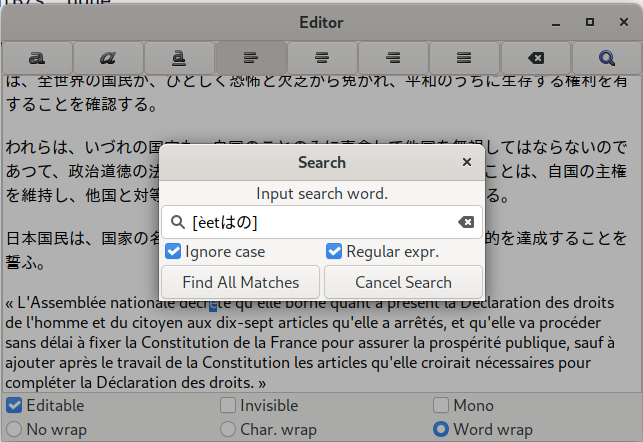 Editor
は、全世界の国民が、ひとしく恐怖と欠乏から免かれ、平和のうちに生存する権利を有
することを確認する。
われらは、いづれの国家も、自国のことのみに専念して他国を無視してはならないので
あつて、政治道徳の法 ことは、自国の主権
を維持し、他国と対等 る。
日本国民は、国家の名 的を達成することを
誓ふ。
Search
Input search word.
[èetはの]
Ignore case Regular expr.
Find All Matches Cancel Search
« L'Assemblée nationale décrète qu'elle borne quant à présent la Déclaration des droits
de l'homme et du citoyen aux dix-sept articles qu'elle a arrêtés, et qu'elle va procéder
sans délai à fixer la Constitution de la France pour assurer la prospérité publique, sauf à
ajouter après le travail de la Constitution les articles qu'elle croirait nécessaires pour
compléter la Déclaration des droits. »
Editable Invisible Mono
No wrap Char. wrap Word wrap